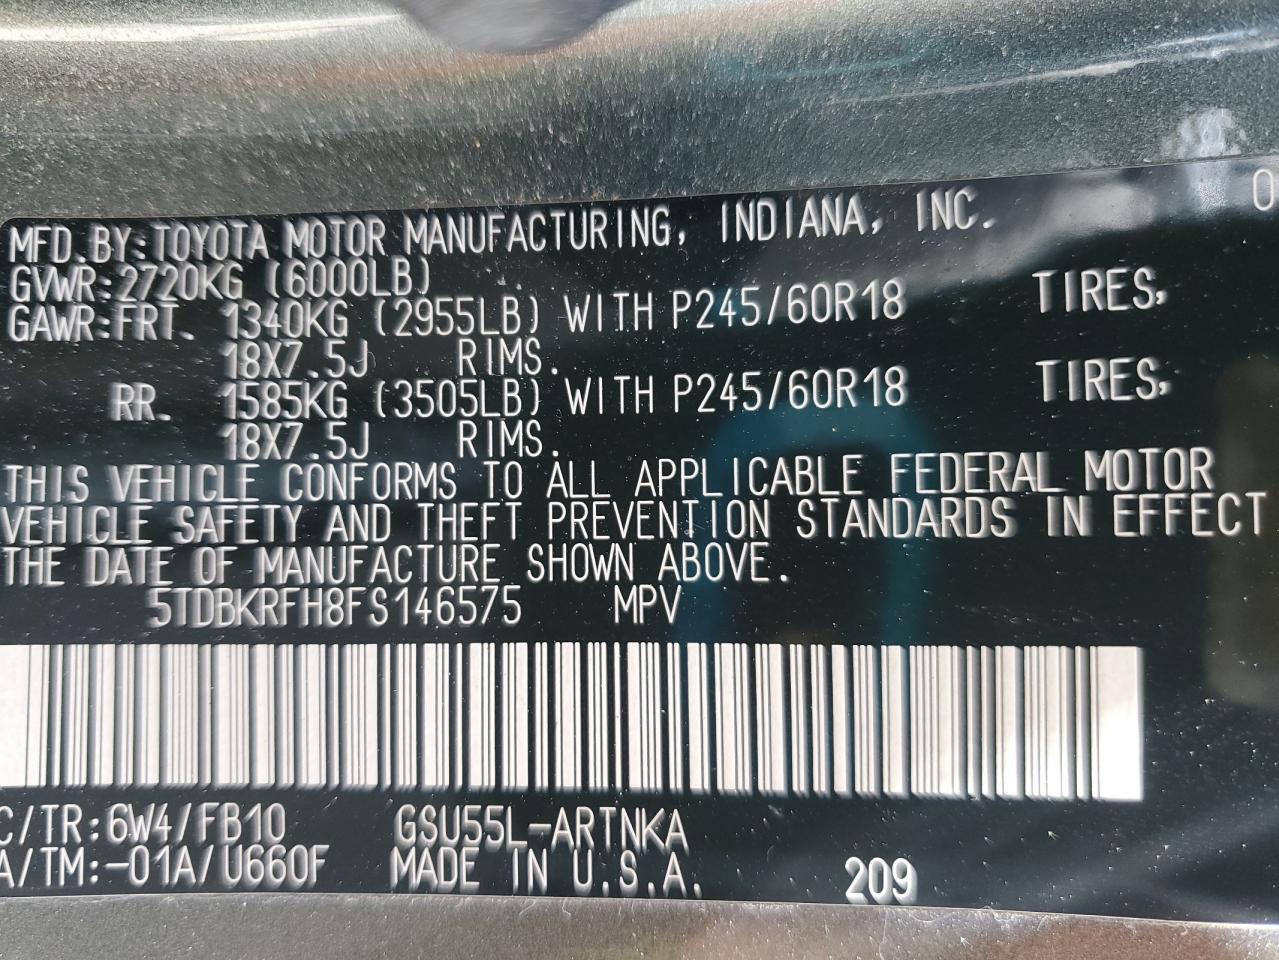 MFD.BY:TOYOTA MOTOR MANUFACTURING, INDIANA, INC. 0
GVWR:2720KG (6000LB)
GAWR:FRT. 1340KG (2955LB) WITH P245/60R18 TIRES,
18X7.5J RIMS.
RR. 1585KG (3505LB) WITH P245/60R18 TIRES,
18X7.5J RIMS.
THIS VEHICLE CONFORMS TO ALL APPLICABLE FEDERAL MOTOR
VEHICLE SAFETY AND THEFT PREVENTION STANDARDS IN EFFECT
THE DATE OF MANUFACTURE SHOWN ABOVE.
5TDBKRFH8FS146575 MPV
C/TR:6W4/FB10 GSU55L-ARTNKA
A/TM:-01A/U660F MADE IN U.S.A. 209